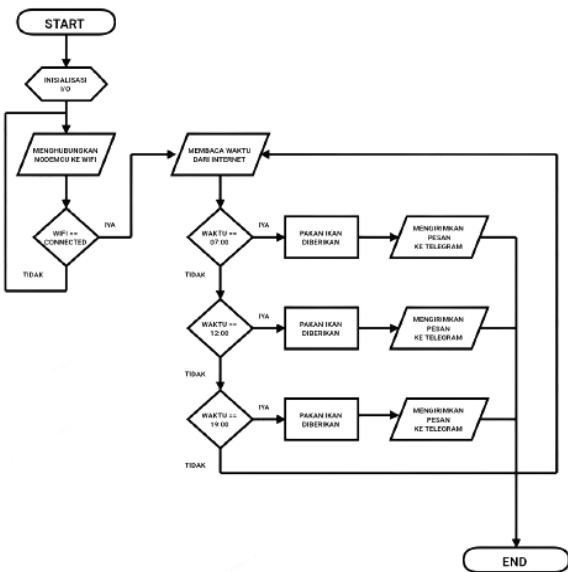 START
INISIALISASI
I/O
MENGHUBUNGKAN
NODEMCU KE WIFI
WIFI ==
CONNECTED
IYA
TIDAK
MEMBACA WAKTU
DARI INTERNET
WAKTU ==
07:00
IYA
TIDAK
PAKAN IKAN
DIBERIKAN
MENGIRIMKAN
PESAN
KE TELEGRAM
WAKTU ==
12:00
IYA
TIDAK
PAKAN IKAN
DIBERIKAN
MENGIRIMKAN
PESAN
KE TELEGRAM
WAKTU ==
19:00
IYA
TIDAK
PAKAN IKAN
DIBERIKAN
MENGIRIMKAN
PESAN
KE TELEGRAM
END